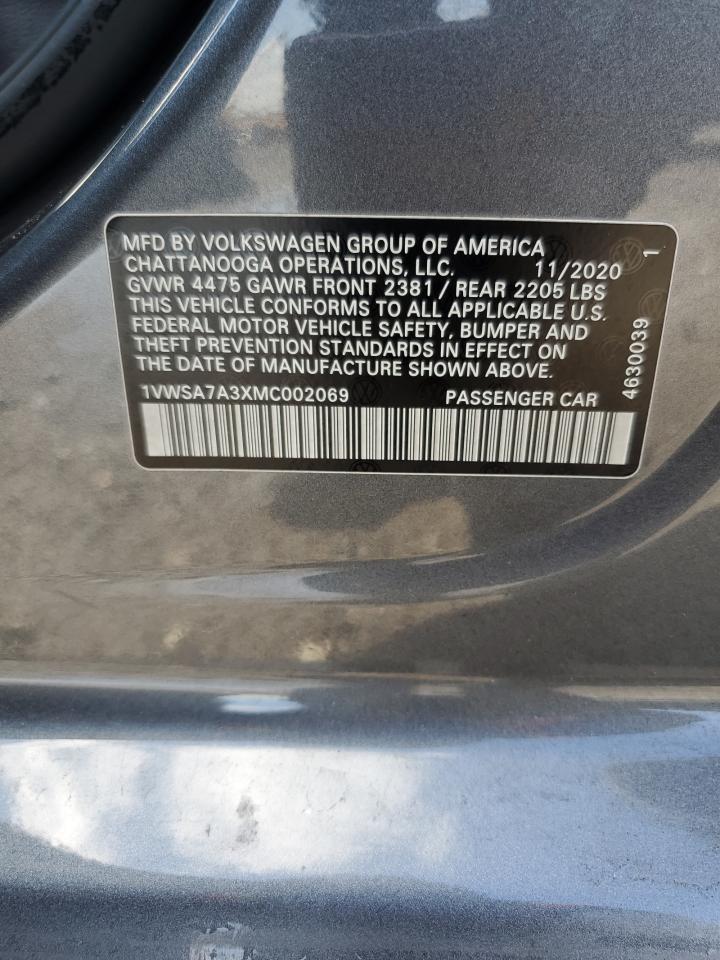 MFD BY VOLKSWAGEN GROUP OF AMERICA
CHATTANOOGA OPERATIONS, LLC. 11/2020
GVWR 4475 GAWR FRONT 2381 / REAR 2205 LBS
THIS VEHICLE CONFORMS TO ALL APPLICABLE U.S.
FEDERAL MOTOR VEHICLE SAFETY, BUMPER AND
THEFT PREVENTION STANDARDS IN EFFECT ON
THE DATE OF MANUFACTURE SHOWN ABOVE.
1VWSA7A3XMC002069 PASSENGER CAR
4630039 1